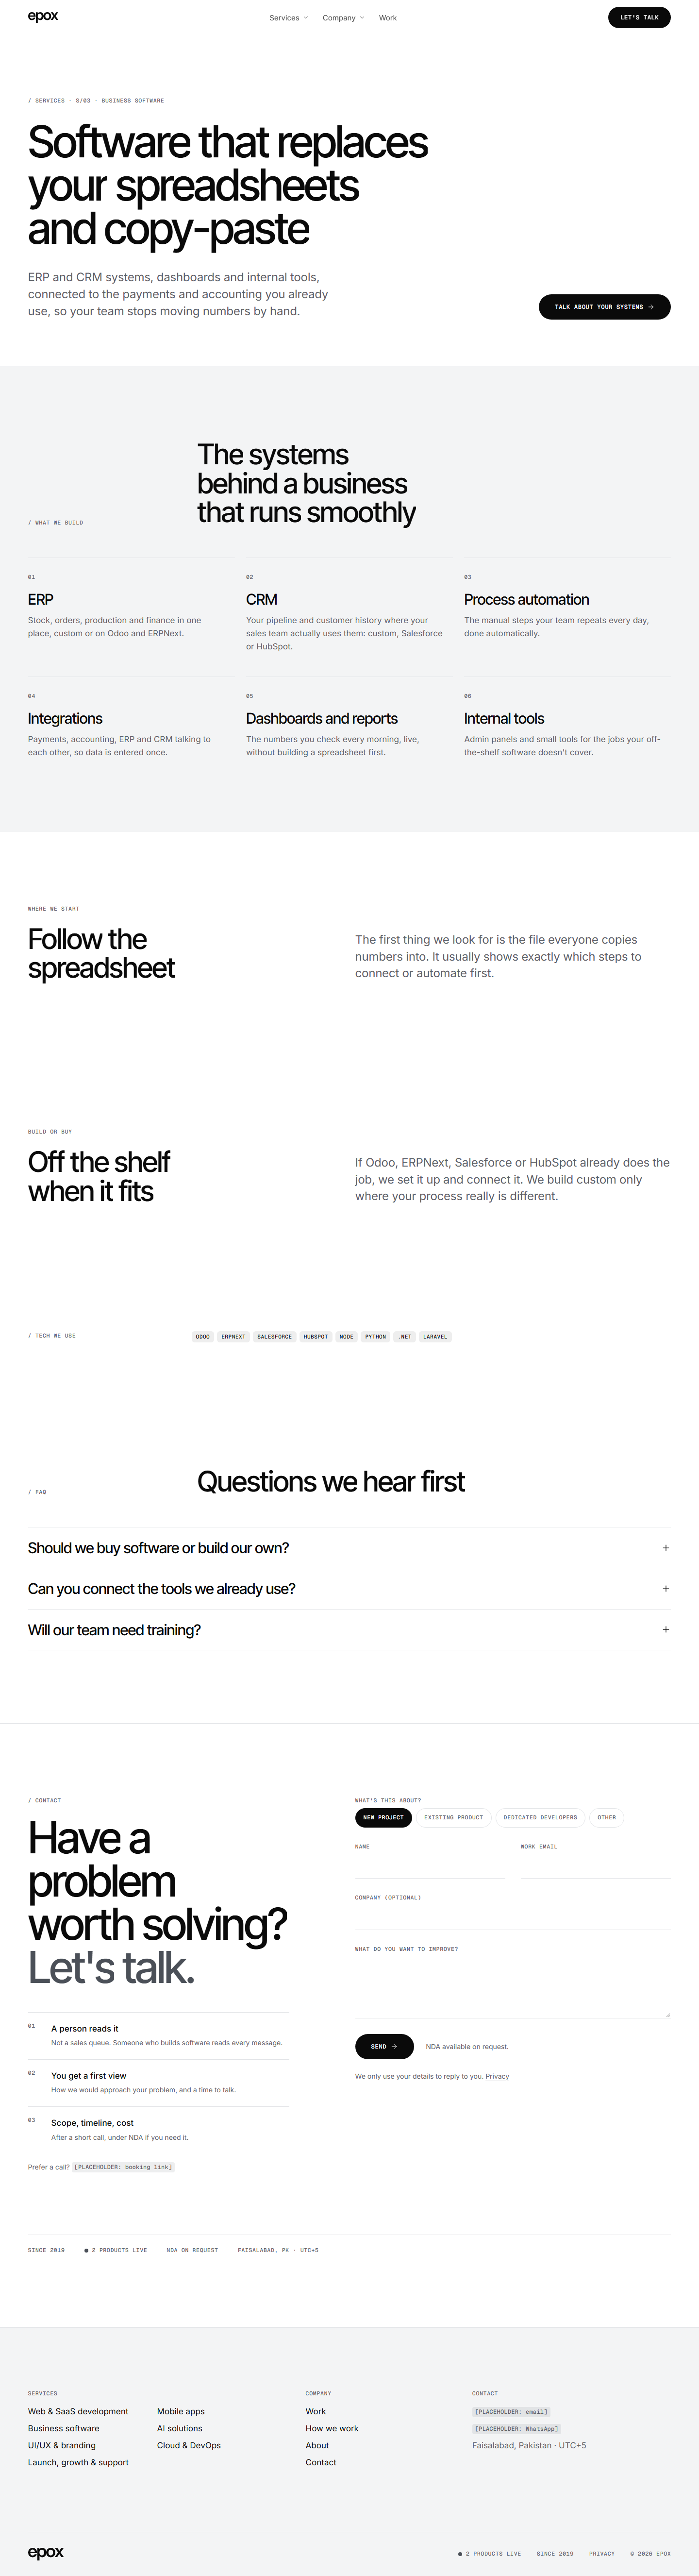 epox
Services
Company
Work
LET'S TALK
/ SERVICES · S/03 · BUSINESS SOFTWARE
Software that replaces
your spreadsheets
and copy-paste
ERP and CRM systems, dashboards and internal tools,
connected to the payments and accounting you already
use, so your team stops moving numbers by hand.
TALK ABOUT YOUR SYSTEMS →
/ WHAT WE BUILD
The systems
behind a business
that runs smoothly
01
ERP
Stock, orders, production and finance in one
place, custom or on Odoo and ERPNext.
02
CRM
Your pipeline and customer history where your
sales team actually uses them: custom, Salesforce
or HubSpot.
03
Process automation
The manual steps your team repeats every day,
done automatically.
04
Integrations
Payments, accounting, ERP and CRM talking to
each other, so data is entered once.
05
Dashboards and reports
The numbers you check every morning, live,
without building a spreadsheet first.
06
Internal tools
Admin panels and small tools for the jobs your off-
the-shelf software doesn't cover.
WHERE WE START
Follow the
spreadsheet
The first thing we look for is the file everyone copies
numbers into. It usually shows exactly which steps to
connect or automate first.
BUILD OR BUY
Off the shelf
when it fits
If Odoo, ERPNext, Salesforce or HubSpot already does the
job, we set it up and connect it. We build custom only
where your process really is different.
/ TECH WE USE
ODOO
ERPNEXT
SALESFORCE
HUBSPOT
NODE
PYTHON
.NET
LARAVEL
/ FAQ
Questions we hear first
Should we buy software or build our own? +
Can you connect the tools we already use? +
Will our team need training? +
/ CONTACT
Have a
problem
worth solving?
Let's talk.
01
A person reads it
Not a sales queue. Someone who builds software reads every message.
02
You get a first view
How we would approach your problem, and a time to talk.
03
Scope, timeline, cost
After a short call, under NDA if you need it.
Prefer a call? [PLACEHOLDER: booking link]
WHAT'S THIS ABOUT?
NEW PROJECT
EXISTING PRODUCT
DEDICATED DEVELOPERS
OTHER
NAME
WORK EMAIL
COMPANY (OPTIONAL)
WHAT DO YOU WANT TO IMPROVE?
SEND →
NDA available on request.
We only use your details to reply to you. Privacy
SINCE 2019
2 PRODUCTS LIVE
NDA ON REQUEST
FAISALABAD, PK · UTC+5
SERVICES
Web & SaaS development
Business software
UI/UX & branding
Launch, growth & support
Mobile apps
AI solutions
Cloud & DevOps
COMPANY
Work
How we work
About
Contact
CONTACT
[PLACEHOLDER: email]
[PLACEHOLDER: WhatsApp]
Faisalabad, Pakistan · UTC+5
epox
2 PRODUCTS LIVE
SINCE 2019
PRIVACY
© 2026 EPOX